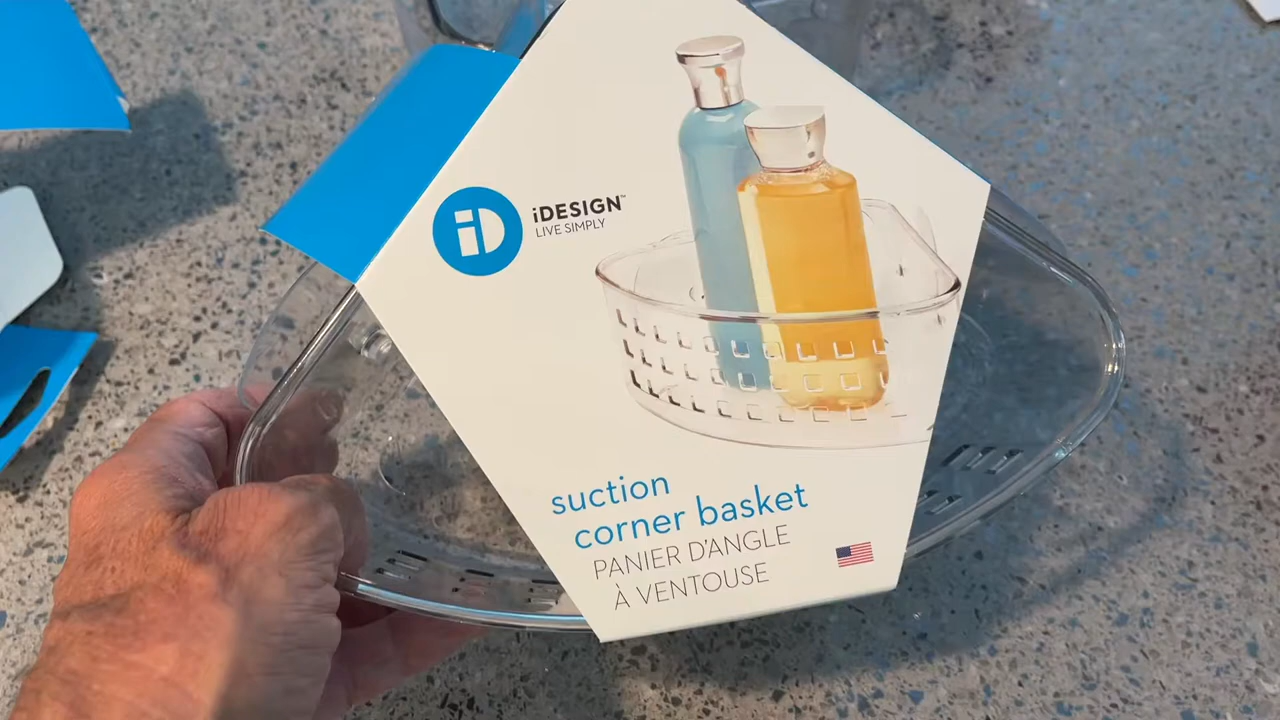 iD
iDESIGN™
LIVE SIMPLY
suction
corner basket
PANIER D'ANGLE
À VENTOUSE